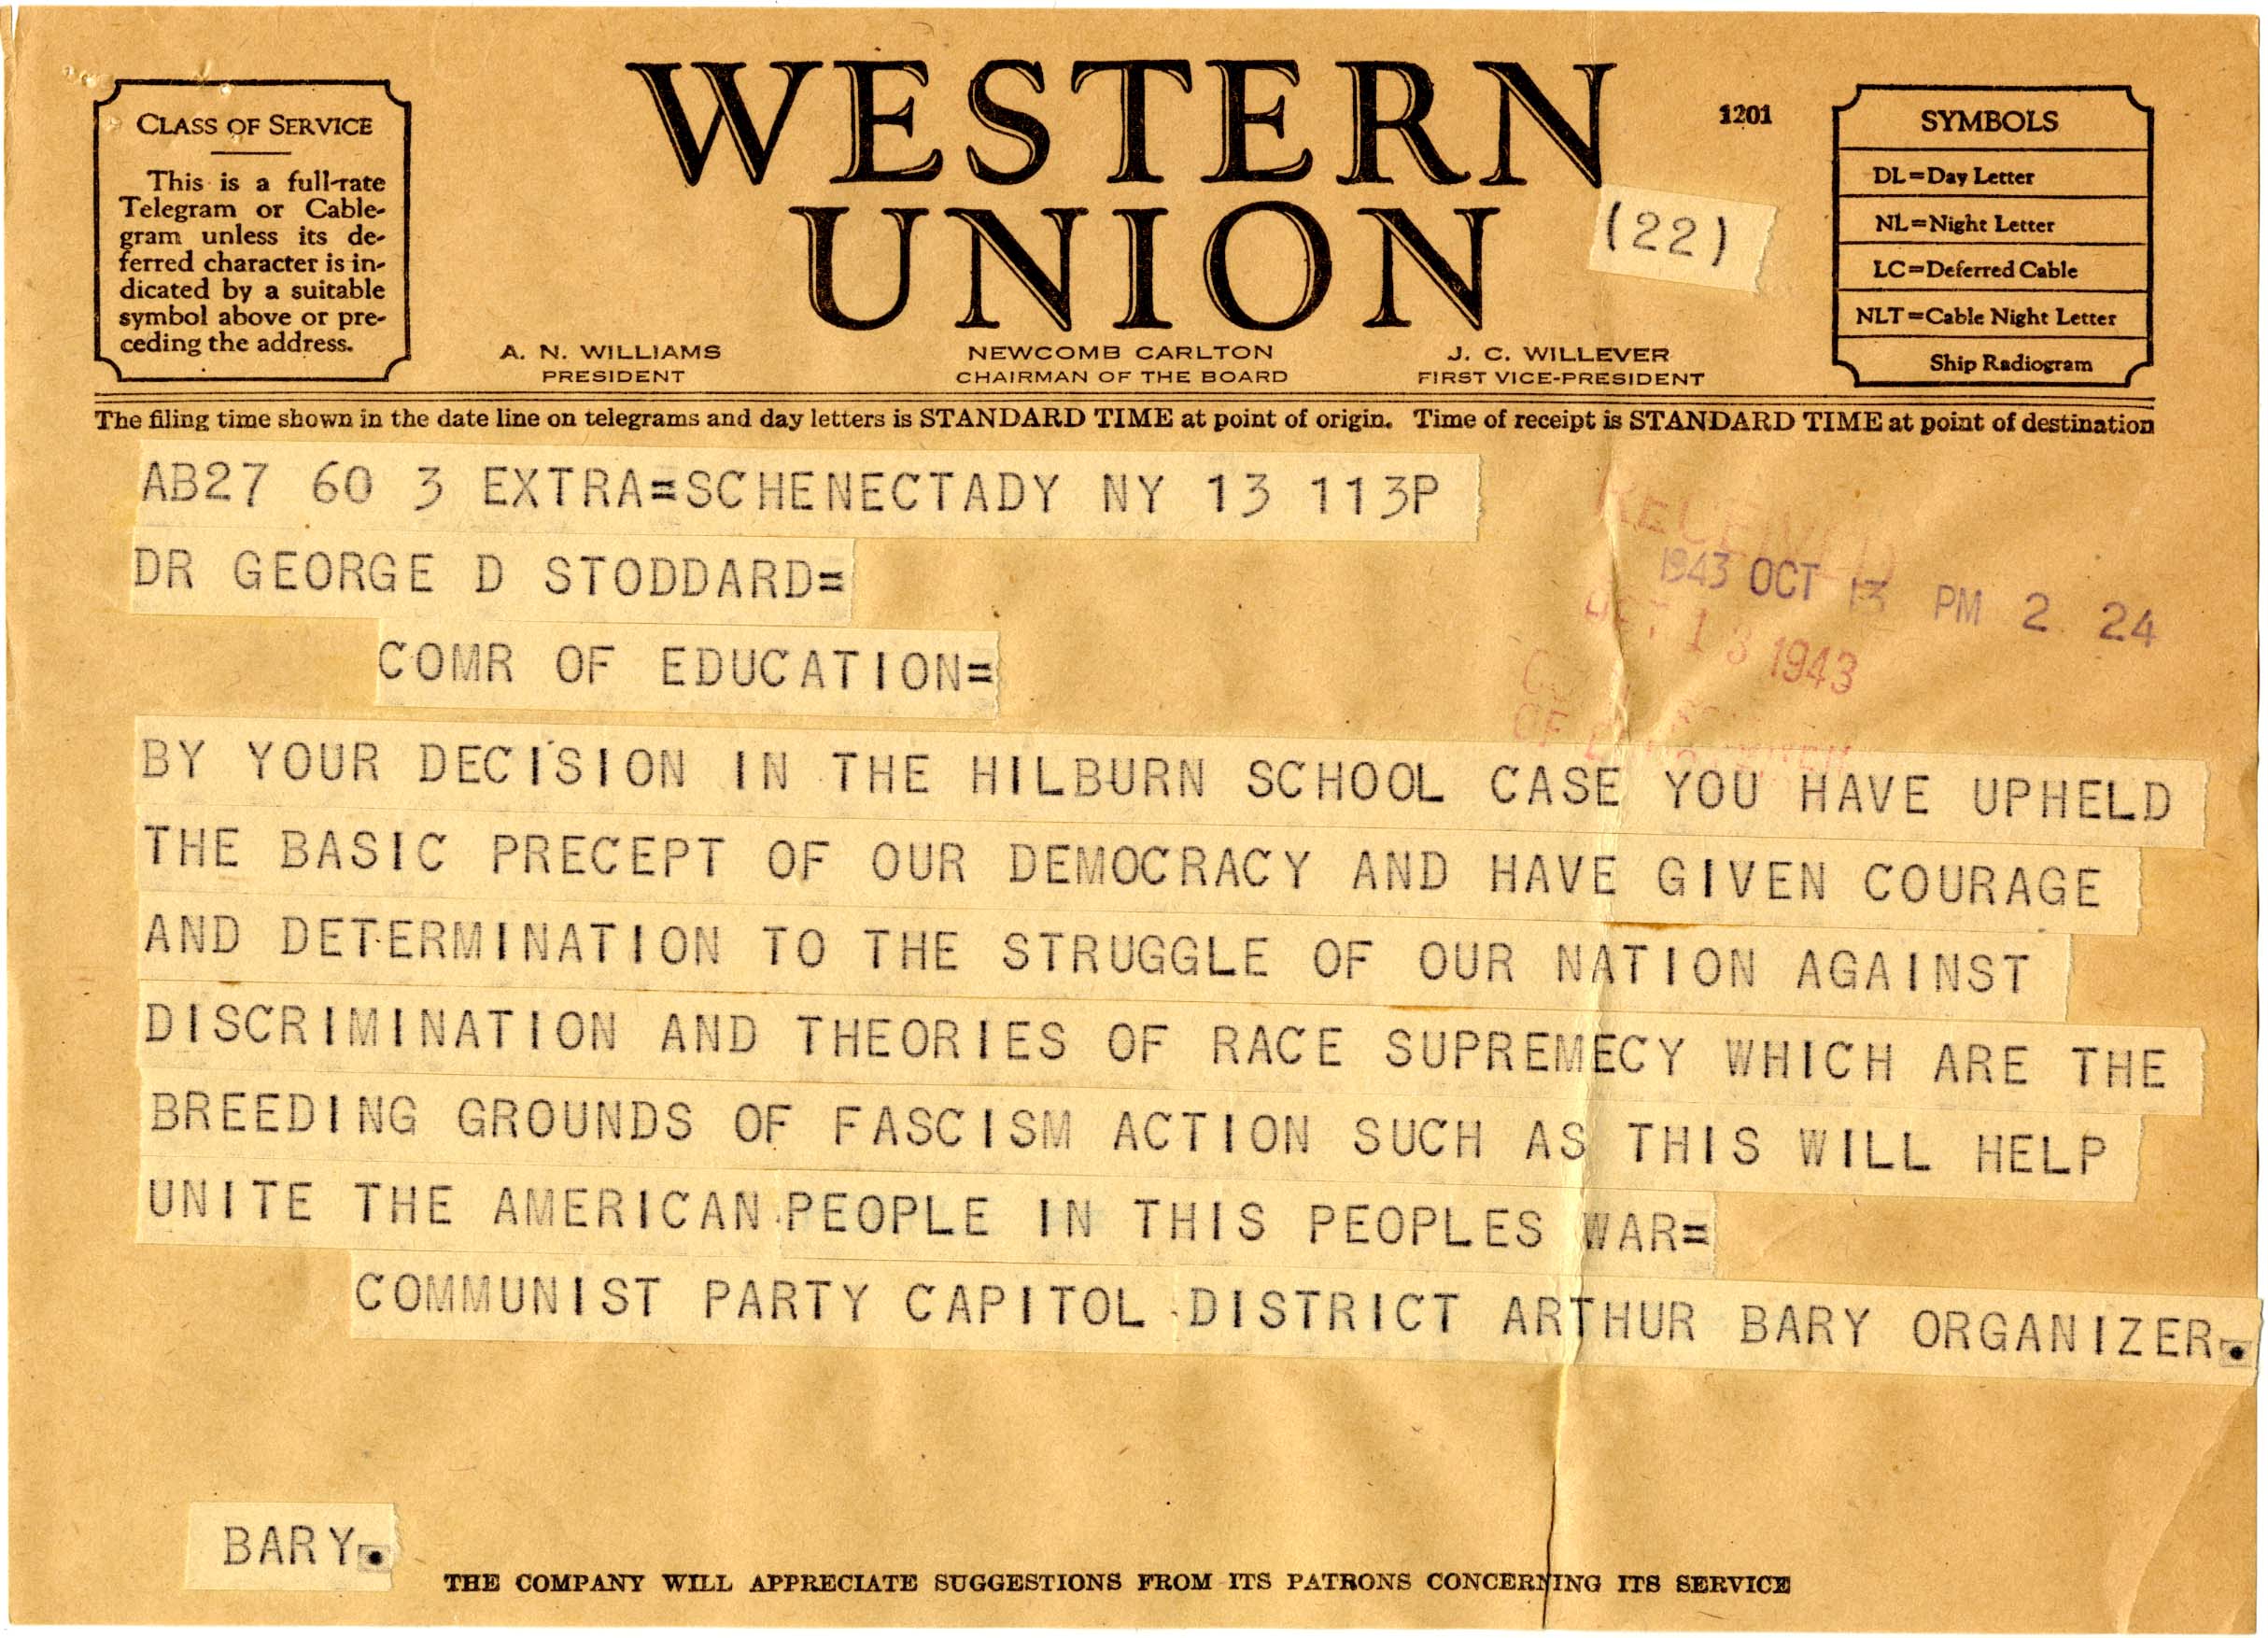 CLASS OF SERVICE
This is a full-rate
Telegram or Cable-
gram unless its de-
ferred character is in-
dicated by a suitable
symbol above or pre-
ceding the address.
WESTERN
UNION
1201
(22)
A. N. WILLIAMS
PRESIDENT
NEWCOMB CARLTON
CHAIRMAN OF THE BOARD
J. C. WILLEVER
FIRST VICE-PRESIDENT
SYMBOLS
DL=Day Letter
NL=Night Letter
LC=Deferred Cable
NLT=Cable Night Letter
Ship Radiogram
The filing time shown in the date line on telegrams and day letters is STANDARD TIME at point of origin. Time of receipt is STANDARD TIME at point of destination
AB27 60 3 EXTRA=SCHENECTADY NY 13 113P
DR GEORGE D STODDARD=
COMR OF EDUCATION=
RECEIVED
1943 OCT 13 PM 2 24
OCT 13 1943
BY YOUR DECISION IN THE HILBURN SCHOOL CASE YOU HAVE UPHELD
THE BASIC PRECEPT OF OUR DEMOCRACY AND HAVE GIVEN COURAGE
AND DETERMINATION TO THE STRUGGLE OF OUR NATION AGAINST
DISCRIMINATION AND THEORIES OF RACE SUPREMECY WHICH ARE THE
BREEDING GROUNDS OF FASCISM ACTION SUCH AS THIS WILL HELP
UNITE THE AMERICAN PEOPLE IN THIS PEOPLES WAR=
COMMUNIST PARTY CAPITOL DISTRICT ARTHUR BARY ORGANIZER.
BARY.
THE COMPANY WILL APPRECIATE SUGGESTIONS FROM ITS PATRONS CONCERNING ITS SERVICE